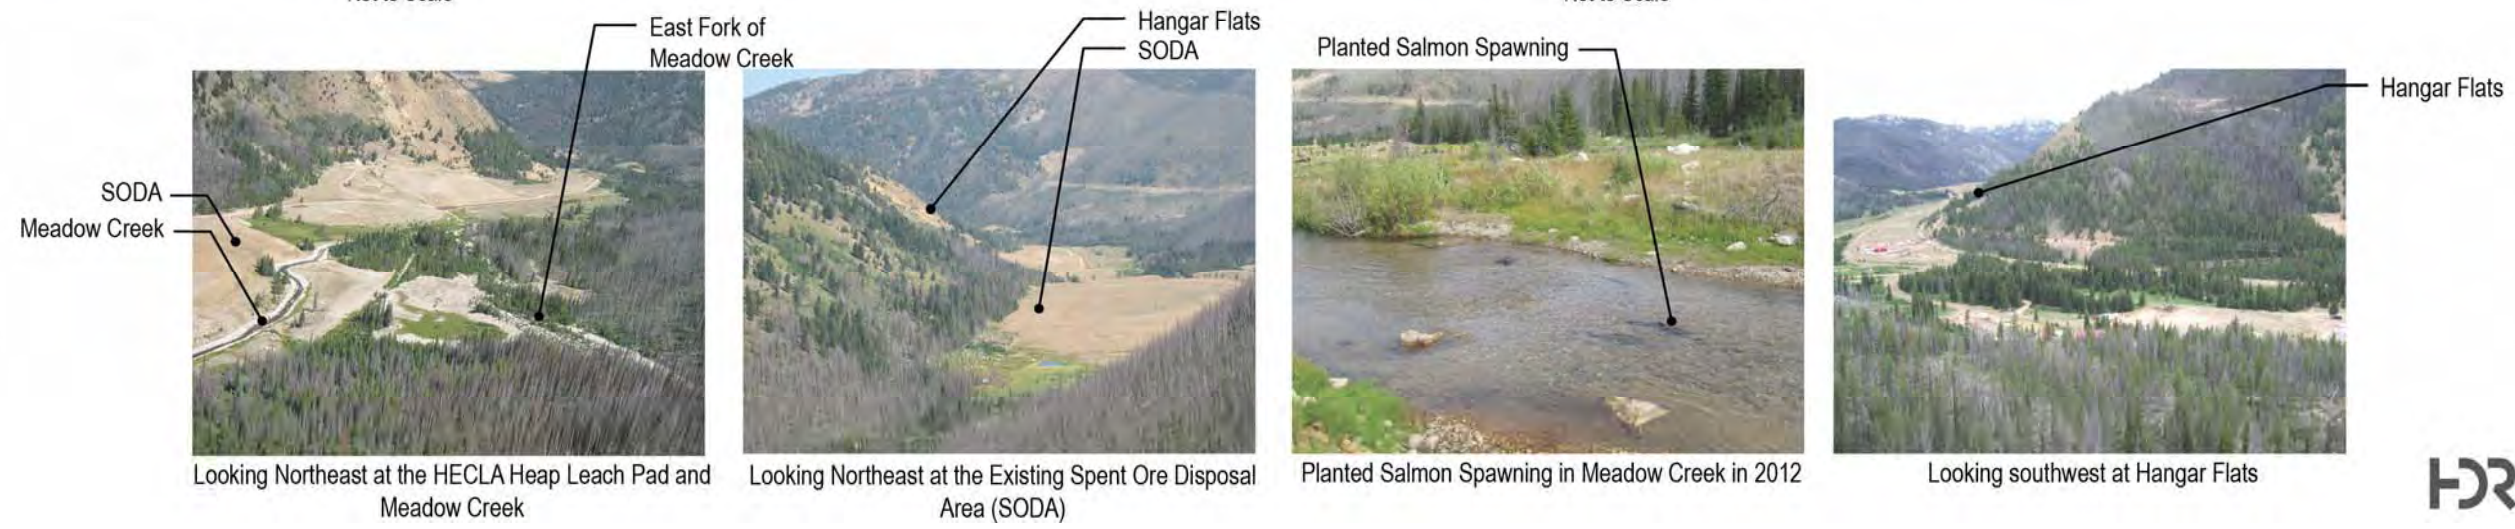 East Fork of
Meadow Creek
SODA
Meadow Creek
Looking Northeast at the HECLA Heap Leach Pad and
Meadow Creek
Hangar Flats
SODA
Looking Northeast at the Existing Spent Ore Disposal
Area (SODA)
Planted Salmon Spawning
Planted Salmon Spawning in Meadow Creek in 2012
Hangar Flats
Looking southwest at Hangar Flats
HDR